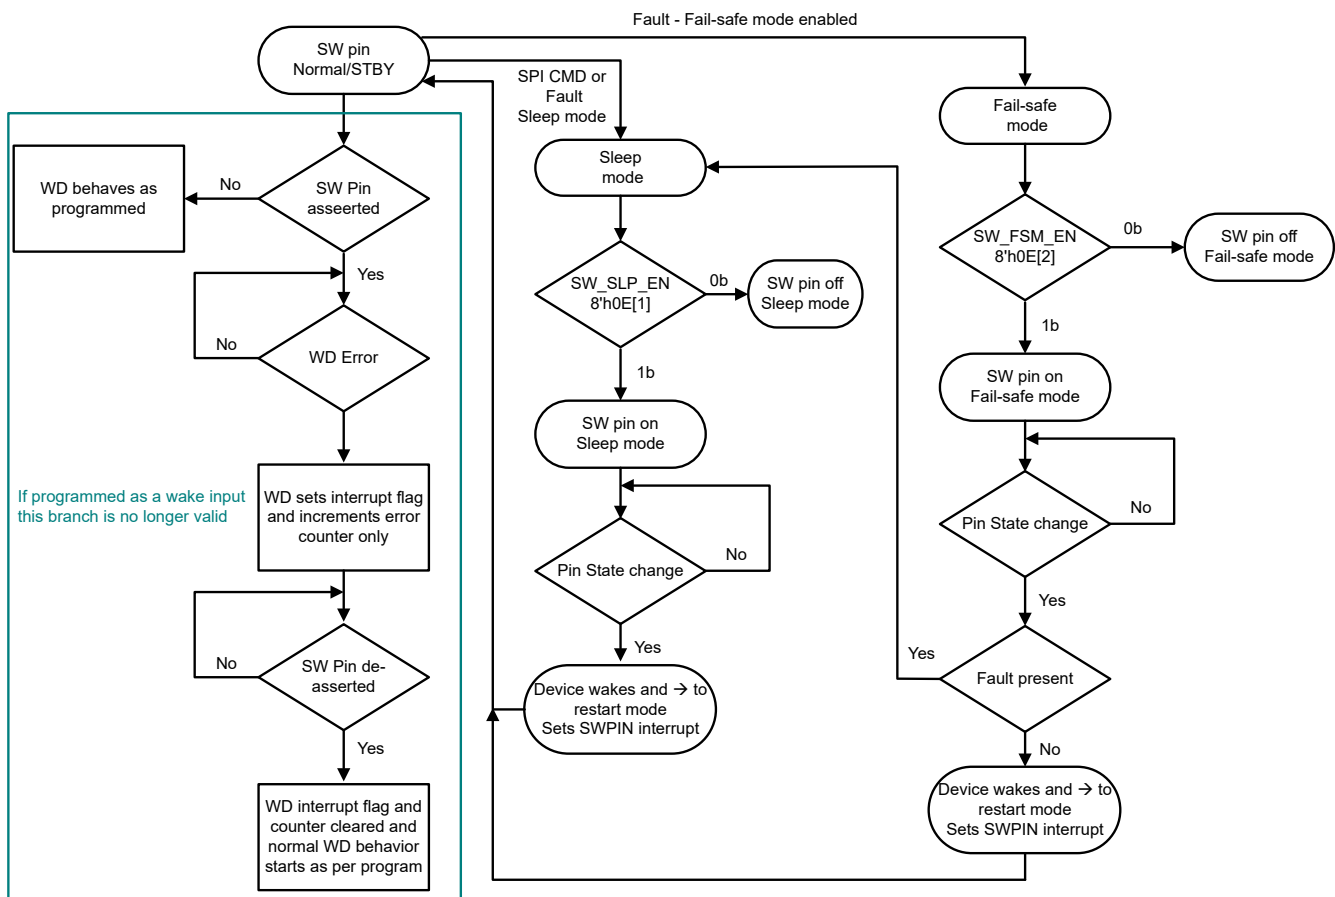 Fault - Fail-safe mode enabled
SW pin
Normal/STBY
SPI CMD or
Fault
Sleep mode
Fail-safe
mode
Sleep
mode
SW Pin
asseerted
No
WD behaves as
programmed
Yes
WD Error
No
WD sets interrupt flag
and increments error
counter only
If programmed as a wake input
this branch is no longer valid
SW Pin de-
asserted
No
Yes
WD interrupt flag and
counter cleared and
normal WD behavior
starts as per program
SW_SLP_EN
8'h0E[1]
0b
SW pin off
Sleep mode
1b
SW pin on
Sleep mode
Pin State change
No
Yes
Device wakes and → to
restart mode
Sets SWPIN interrupt
SW_FSM_EN
8'h0E[2]
0b
SW pin off
Fail-safe mode
1b
SW pin on
Fail-safe mode
Pin State change
No
Yes
Fault present
Yes
No
Device wakes and → to
restart mode
Sets SWPIN interrupt